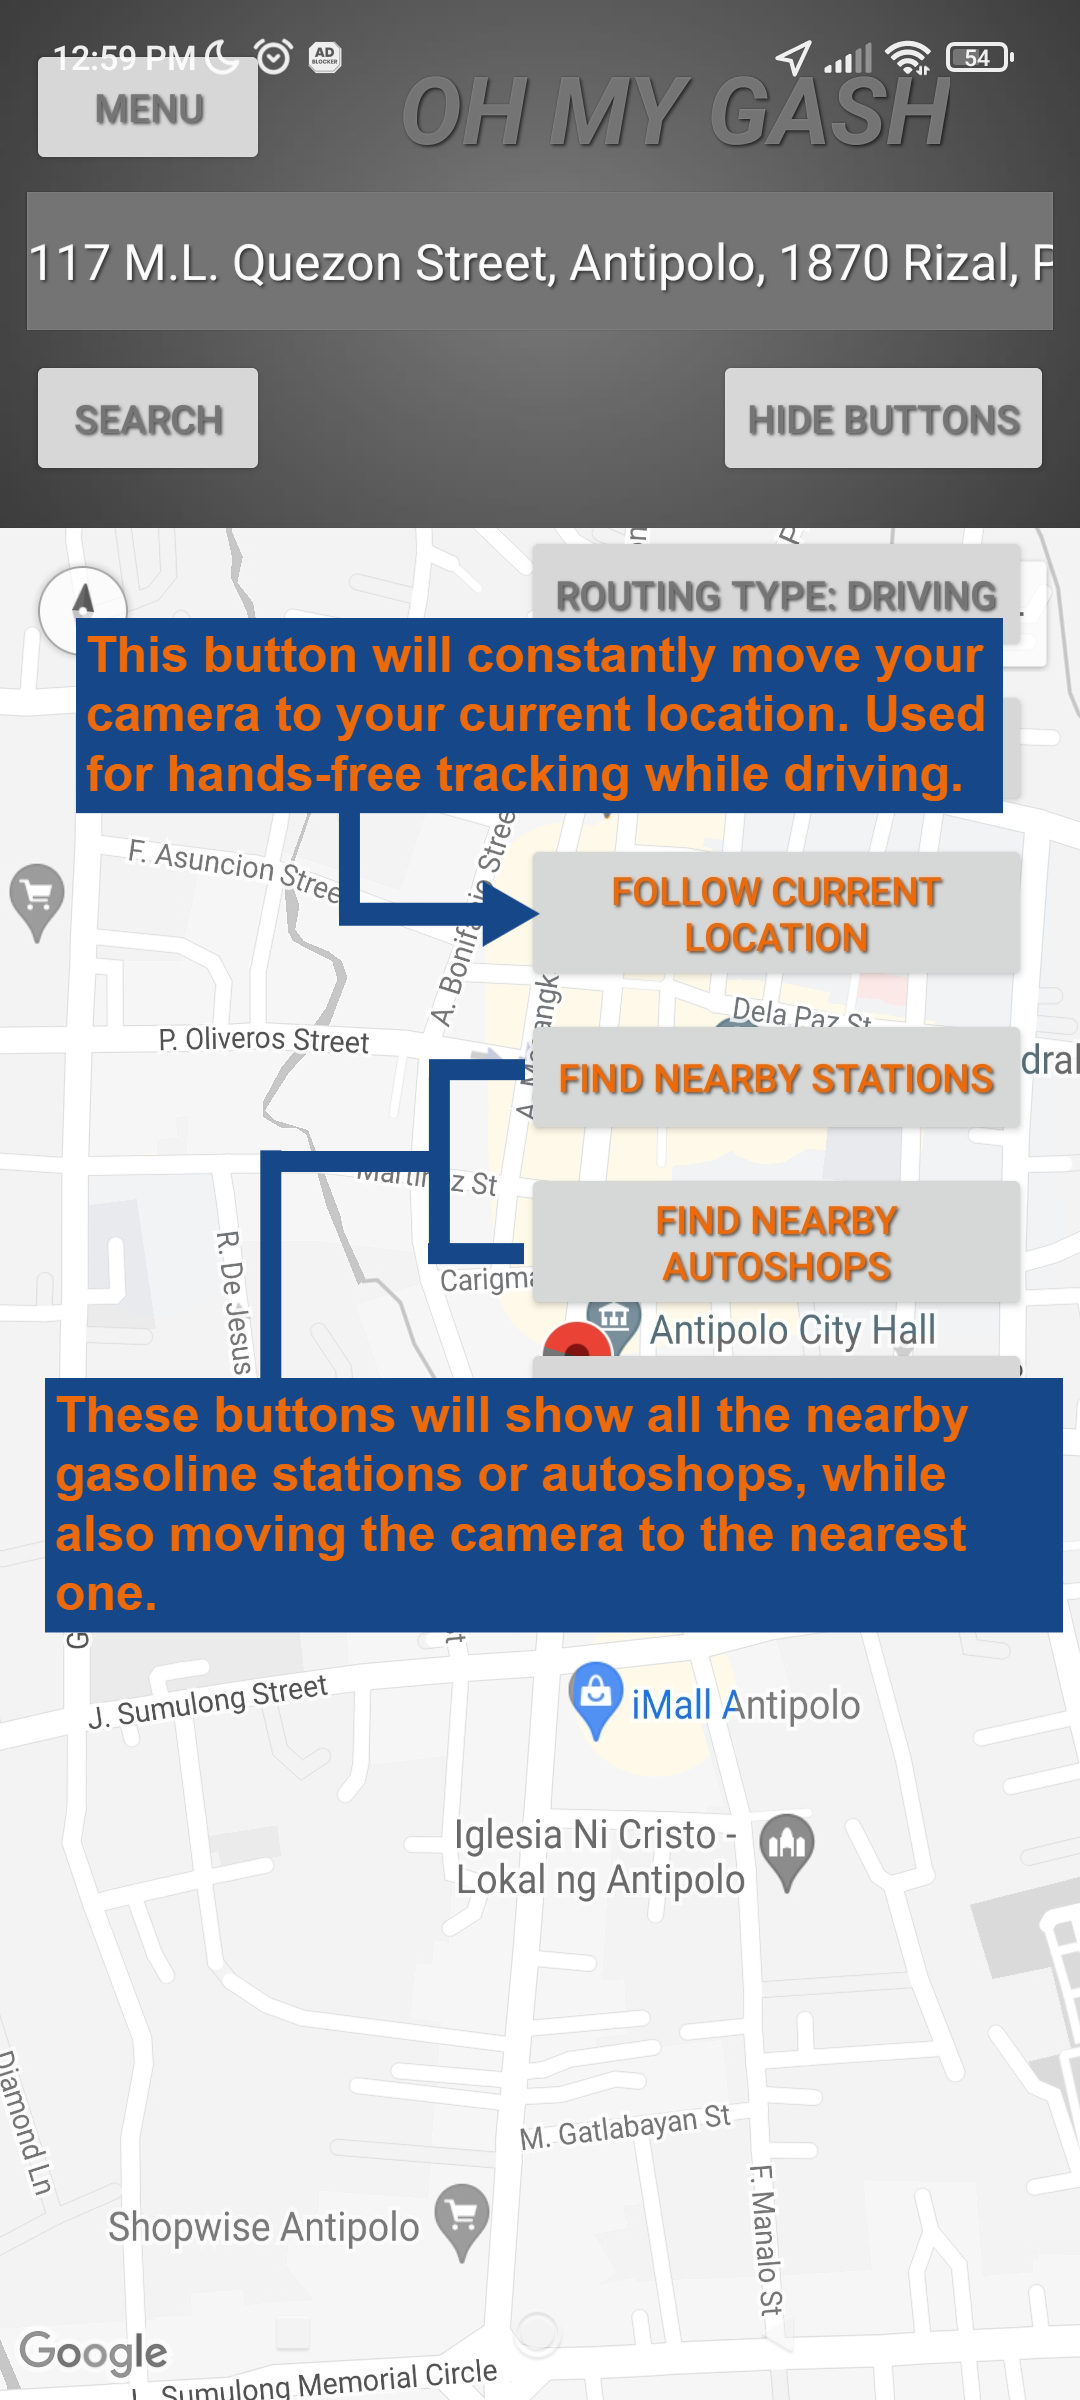 12:59 PM
AD
BLOCKER
54
MENU
OH MY GASH
117 M.L. Quezon Street, Antipolo, 1870 Rizal, P
SEARCH
HIDE BUTTONS
ROUTING TYPE: DRIVING
This button will constantly move your
camera to your current location. Used
for hands-free tracking while driving.
F. Asuncion Stree
FOLLOW CURRENT
LOCATION
Dela Paz St
P. Oliveros Street
dral
FIND NEARBY STATIONS
St
FIND NEARBY
AUTOSHOPS
R. De Jesus
Carigma
Antipolo City Hall
These buttons will show all the nearby
gasoline stations or autoshops, while
also moving the camera to the nearest
one.
G
J. Sumulong Street
iMall Antipolo
Iglesia Ni Cristo -
Lokal ng Antipolo
Diamond Ln
M. Gatlabayan St
F. Manalo St
Shopwise Antipolo
Google
L. Sumulong Memorial Circle